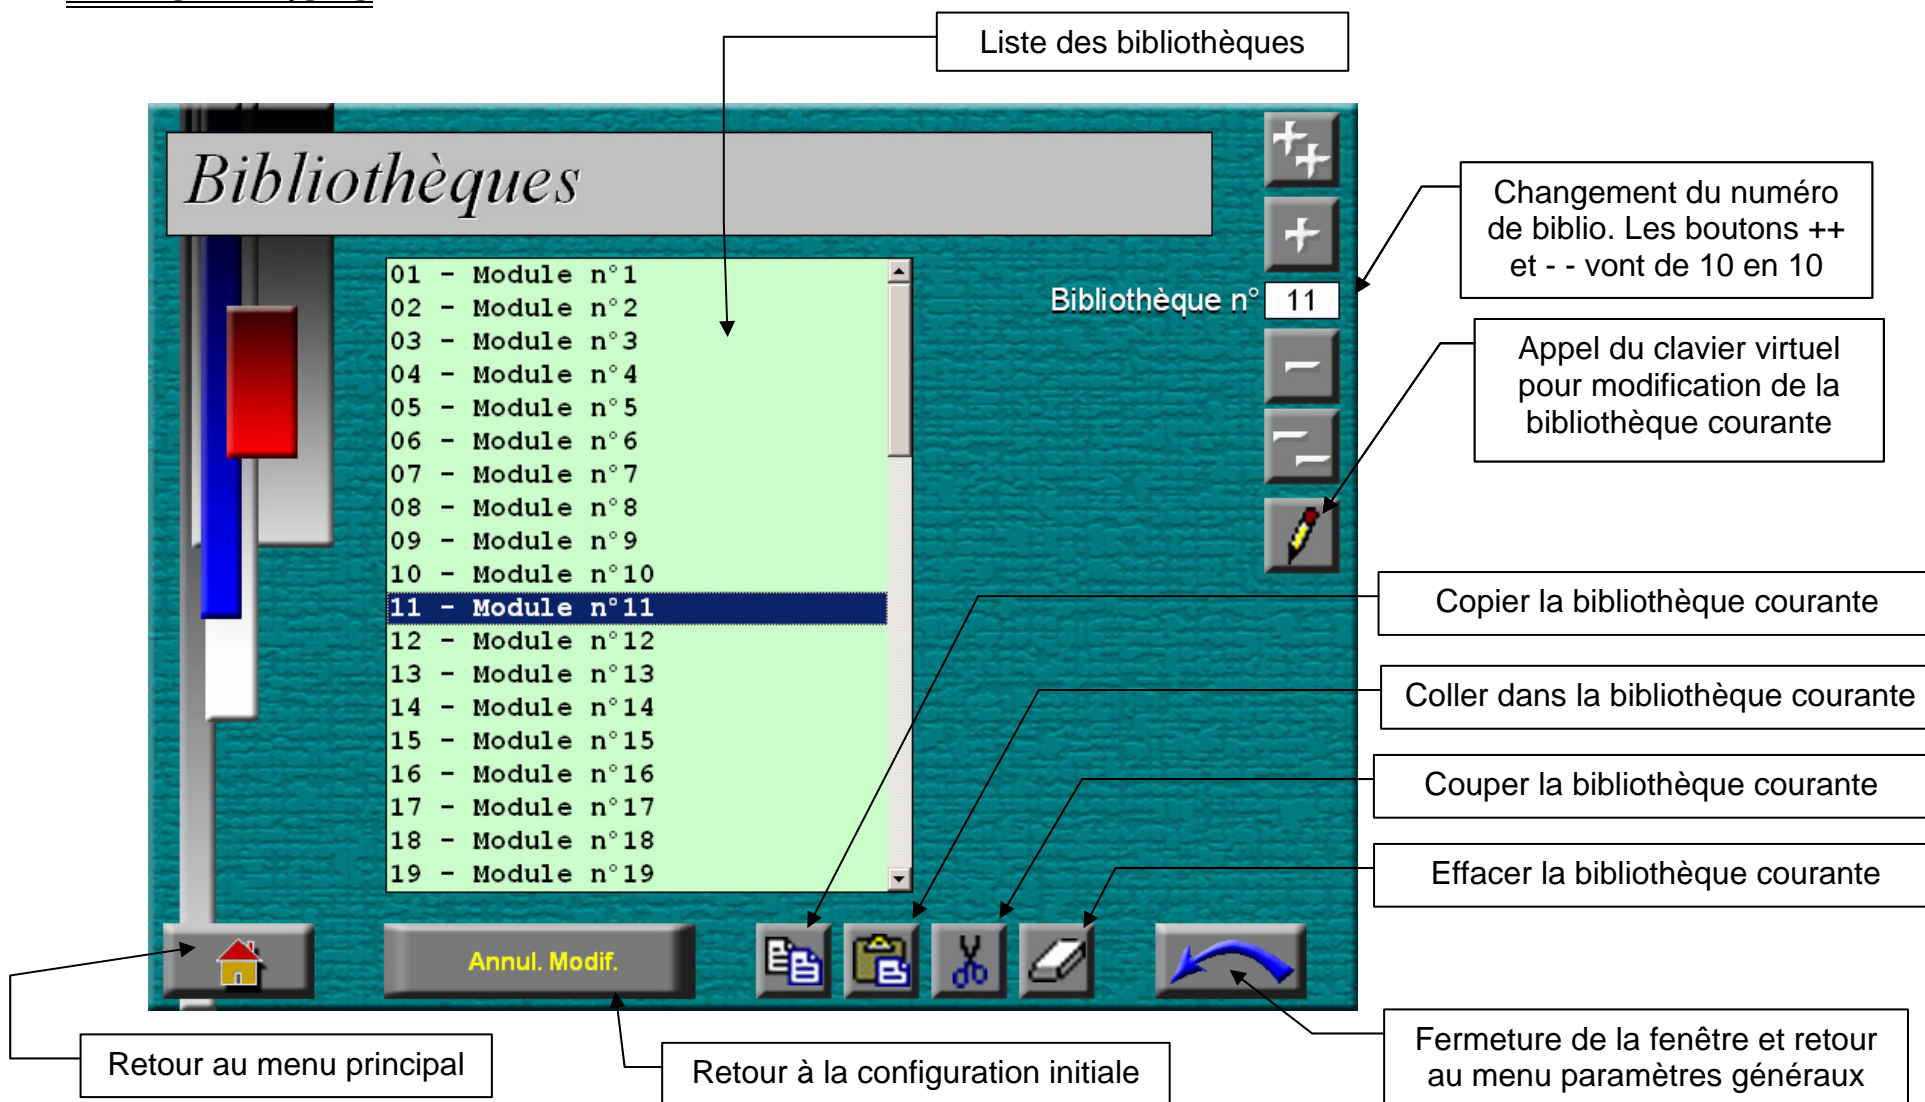 Liste des bibliothèques
Bibliothèques
Changement du numéro
de biblio. Les boutons ++
et - - vont de 10 en 10
Bibliothèque n° 11
Appel du clavier virtuel
pour modification de la
bibliothèque courante
01 - Module n°1
02 - Module n°2
03 - Module n°3
04 - Module n°4
05 - Module n°5
06 - Module n°6
07 - Module n°7
08 - Module n°8
09 - Module n°9
10 - Module n°10
11 - Module n°11
12 - Module n°12
13 - Module n°13
14 - Module n°14
15 - Module n°15
16 - Module n°16
17 - Module n°17
18 - Module n°18
19 - Module n°19
Copier la bibliothèque courante
Coller dans la bibliothèque courante
Couper la bibliothèque courante
Effacer la bibliothèque courante
Annul. Modif.
Retour au menu principal
Retour à la configuration initiale
Fermeture de la fenêtre et retour
au menu paramètres généraux